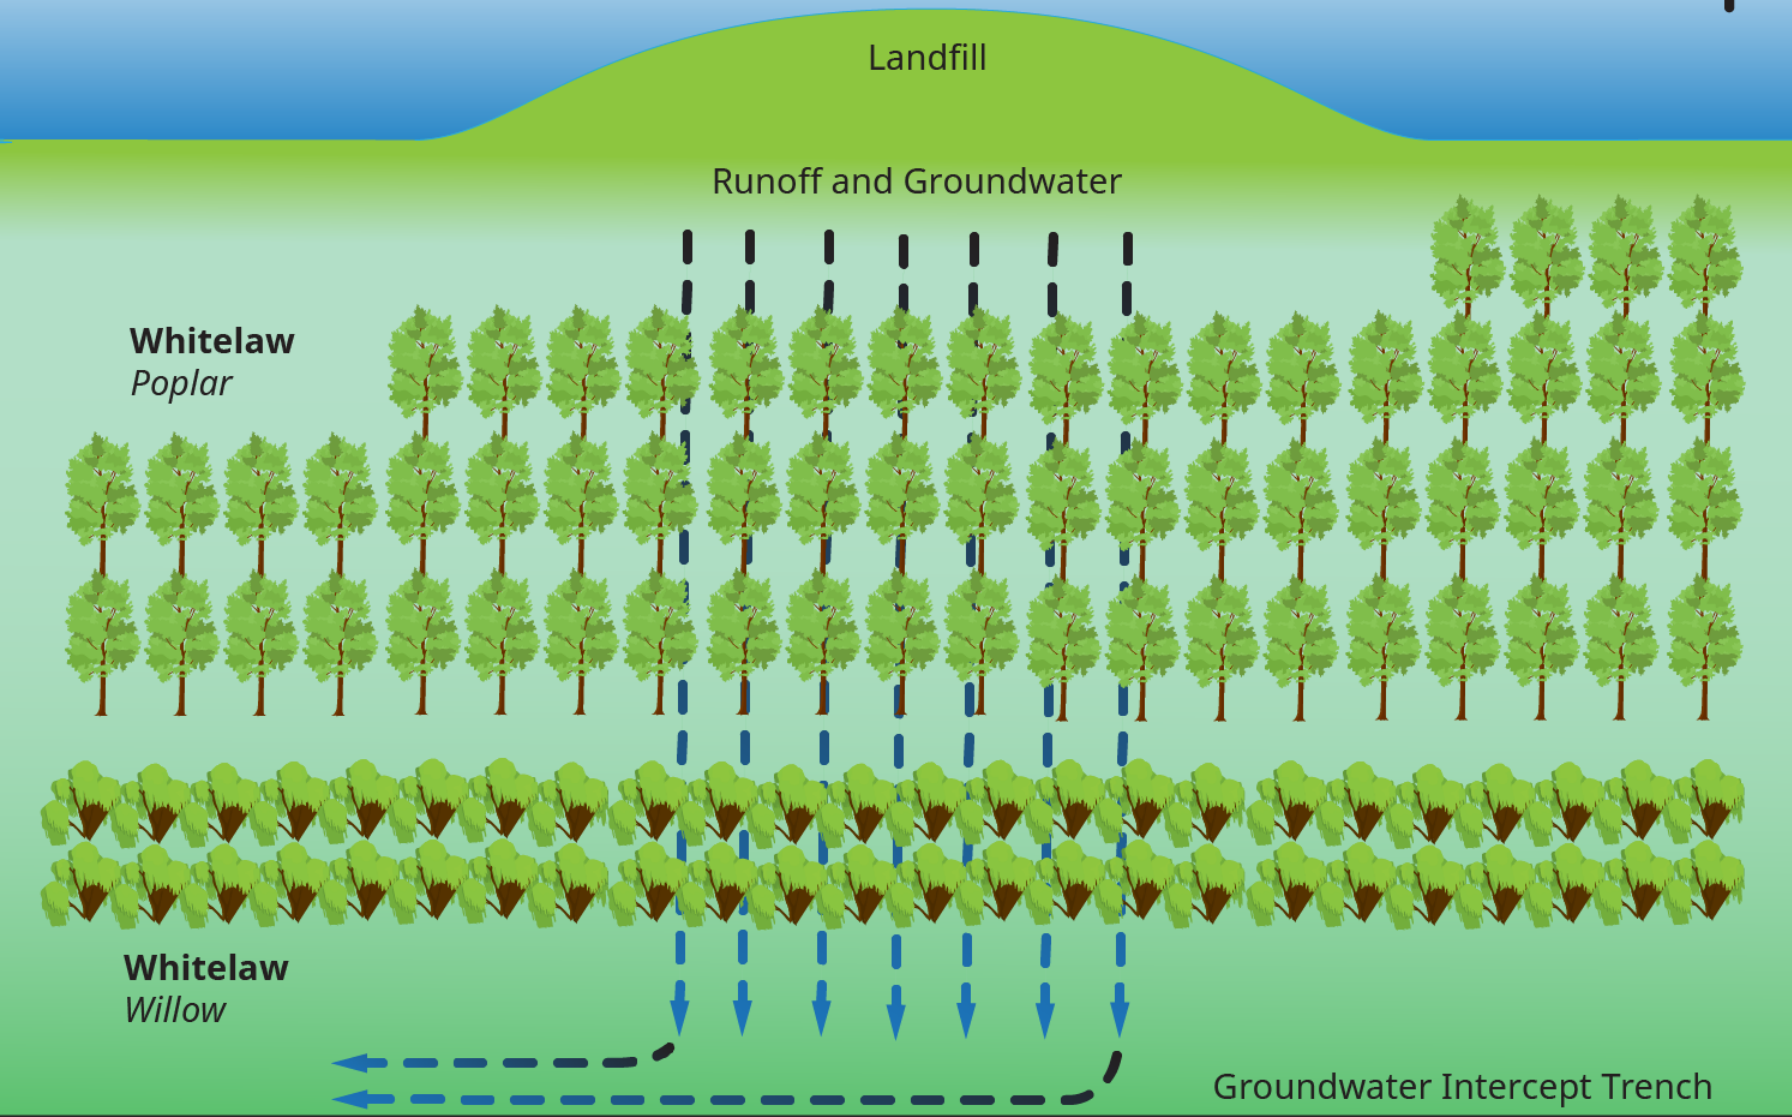 Landfill
Runoff and Groundwater
Whitelaw
Poplar
Whitelaw
Willow
Groundwater Intercept Trench